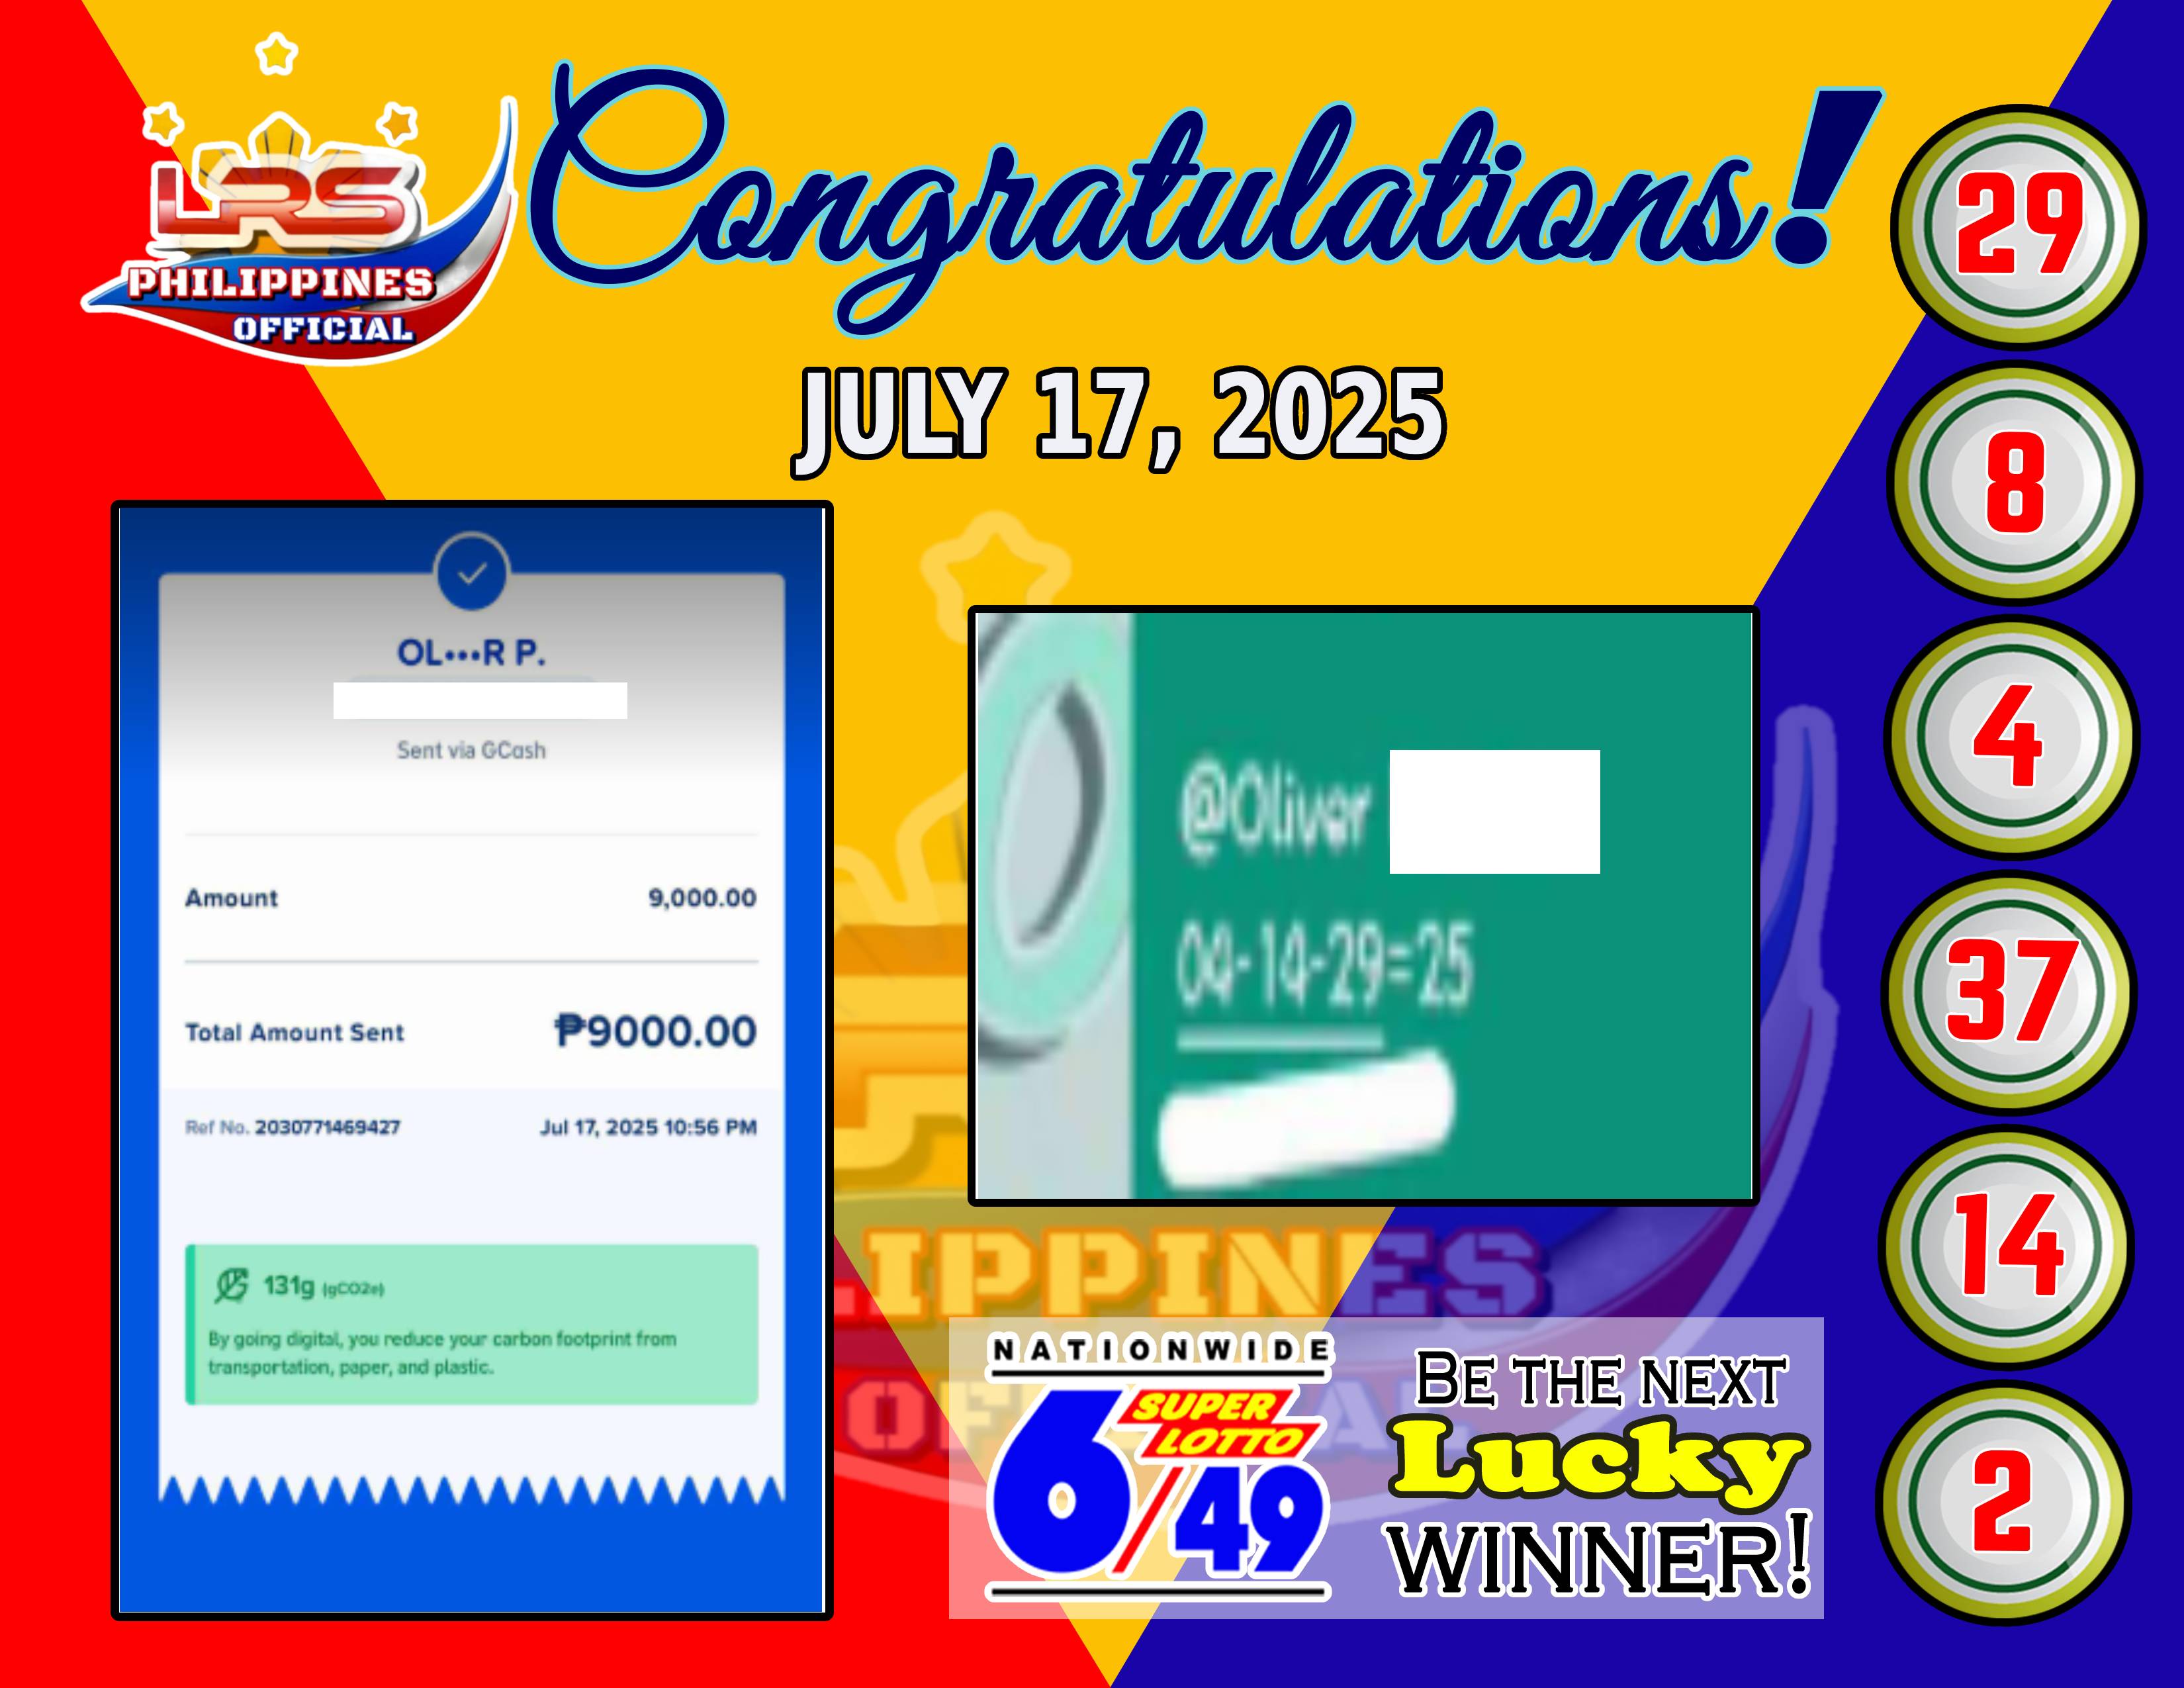 LRS
PHILIPPINES
OFFICIAL
Congratulations!
JULY 17, 2025
OL•••R P.
Sent via GCash
Amount 9,000.00
Total Amount Sent ₱9000.00
Ref No. 2030771469427 Jul 17, 2025 10:56 PM
131g (gCO2e)
By going digital, you reduce your carbon footprint from
transportation, paper, and plastic.
@Oliver
04-14-29=25
IPPINES
NATIONWIDE
SUPER
LOTTO
6/49
BE THE NEXT
Lucky
WINNER!
29
8
4
37
14
2